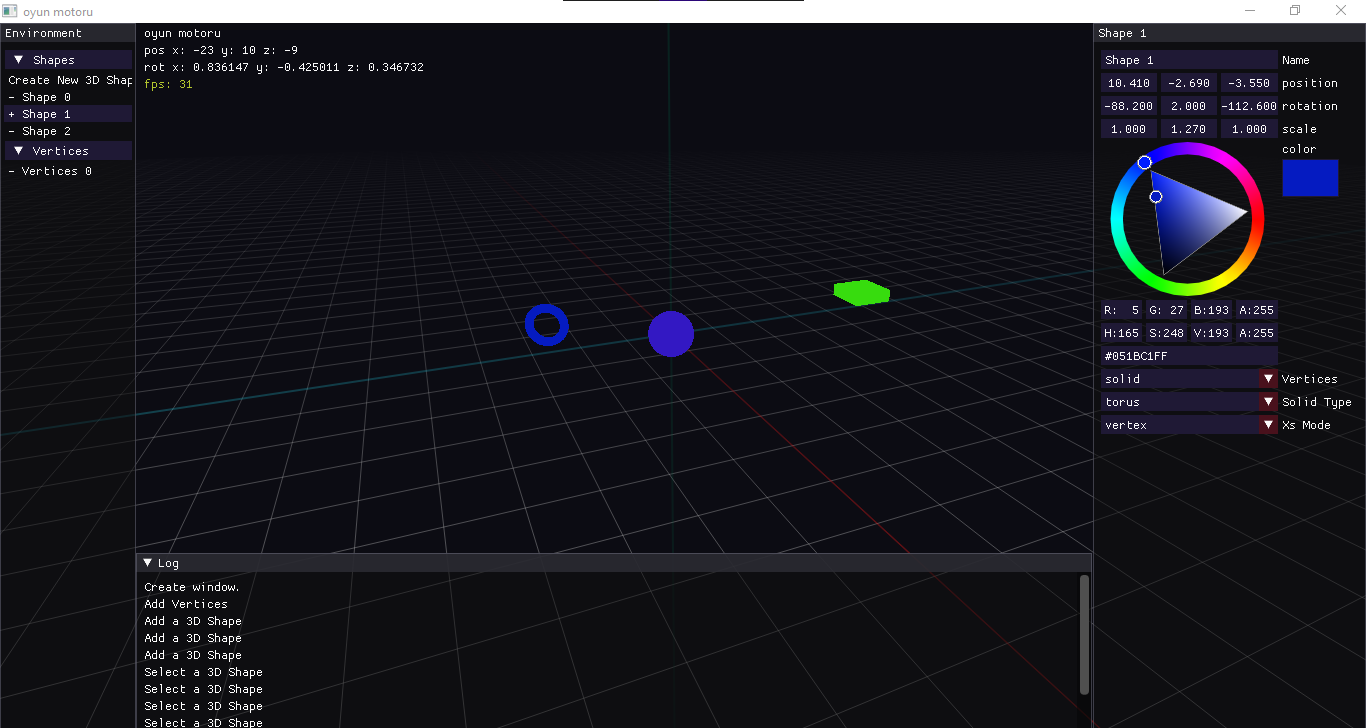 oyun motoru
Environment
▼ Shapes
Create New 3D Shap
- Shape 0
+ Shape 1
- Shape 2
▼ Vertices
- Vertices 0
oyun motoru
pos x: -23 y: 10 z: -9
rot x: 0.836147 y: -0.425011 z: 0.346732
fps: 31
▼ Log
Create window.
Add Vertices
Add a 3D Shape
Add a 3D Shape
Add a 3D Shape
Select a 3D Shape
Select a 3D Shape
Select a 3D Shape
Select a 3D Shape
Shape 1
Shape 1 Name
10.410 -2.690 -3.550 position
-88.200 2.000 -112.600 rotation
1.000 1.270 1.000 scale
color
R: 5 G: 27 B:193 A:255
H:165 S:248 V:193 A:255
#051BC1FF
solid ▼ Vertices
torus ▼ Solid Type
vertex ▼ Xs Mode